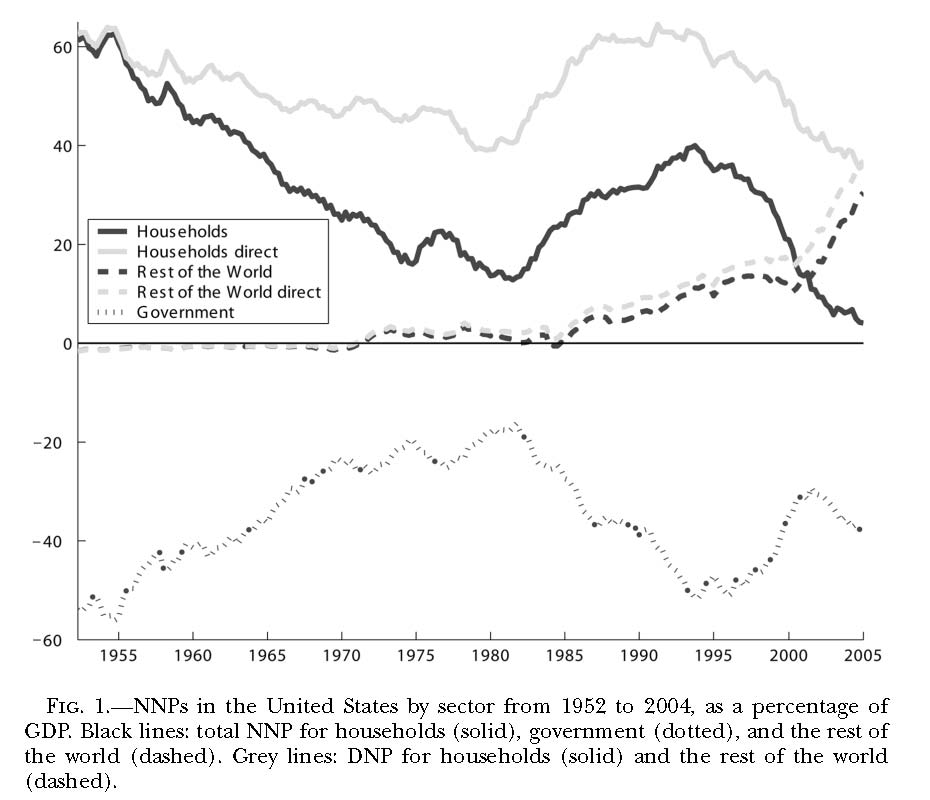 60
40
20
0
−20
−40
−60
Households
Households direct
Rest of the World
Rest of the World direct
Government
1955 1960 1965 1970 1975 1980 1985 1990 1995 2000 2005
FIG. 1.—NNPs in the United States by sector from 1952 to 2004, as a percentage of
GDP. Black lines: total NNP for households (solid), government (dotted), and the rest of
the world (dashed). Grey lines: DNP for households (solid) and the rest of the world
(dashed).